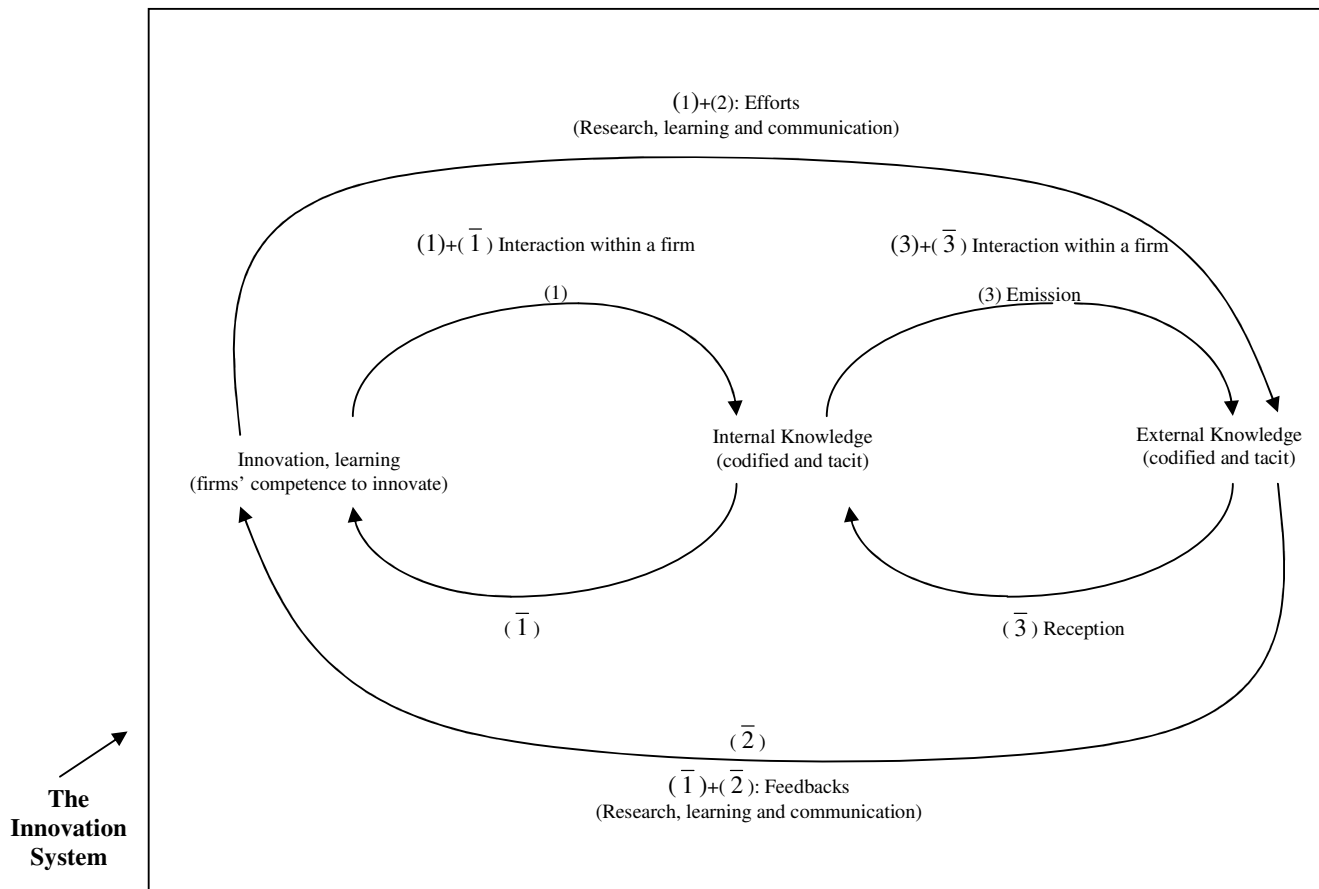 (1)+(2): Efforts
(Research, learning and communication)
(1)+(1̅) Interaction within a firm
(3)+(3̅) Interaction within a firm
(1)
(3) Emission
Innovation, learning
(firms' competence to innovate)
Internal Knowledge
(codified and tacit)
External Knowledge
(codified and tacit)
(1̅)
(3̅) Reception
(2̅)
(1̅)+(2̅): Feedbacks
(Research, learning and communication)
The
Innovation
System